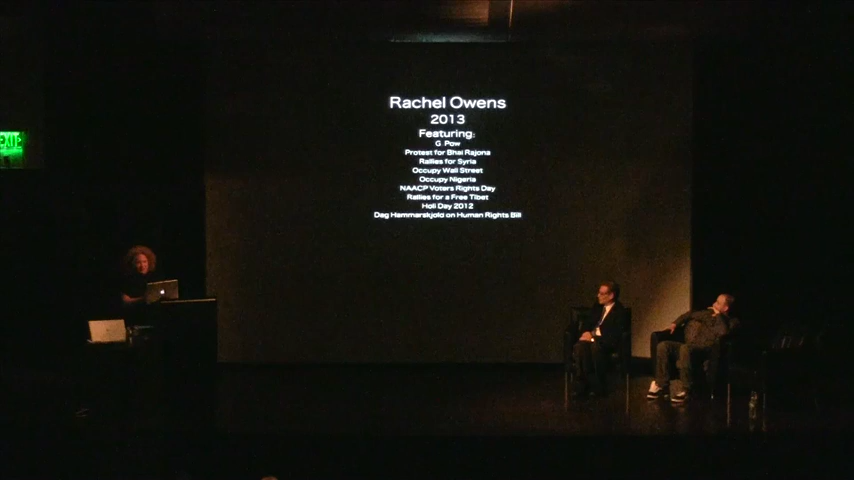 EXIT
Rachel Owens
2013
Featuring:
G. Pow
Protest for Bhai Rajona
Rallies for Syria
Occupy Wall Street
Occupy Nigeria
NAACP Voters Rights Day
Rallies for a Free Tibet
Holi Day 2012
Dag Hammarskjold on Human Rights Bill